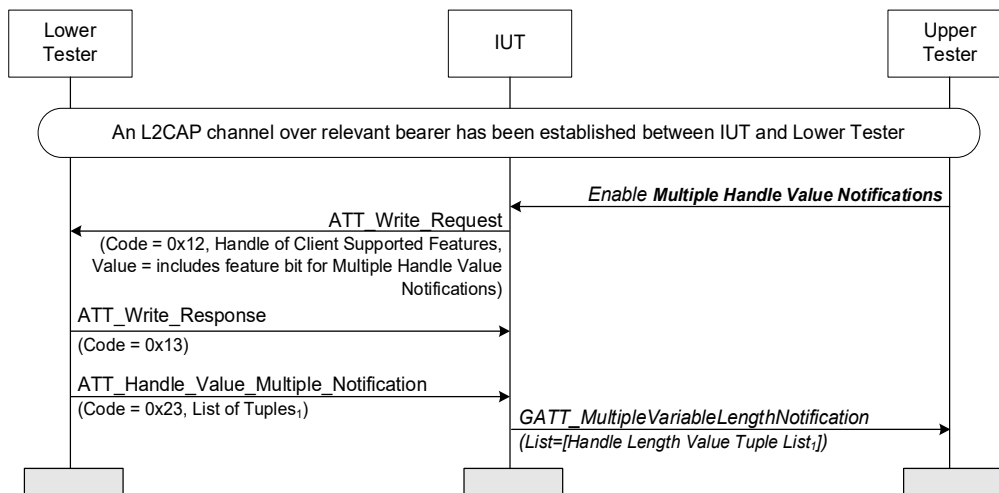 Lower
Tester
IUT
Upper
Tester
An L2CAP channel over relevant bearer has been established between IUT and Lower Tester
Enable Multiple Handle Value Notifications
ATT_Write_Request
(Code = 0x12, Handle of Client Supported Features,
Value = includes feature bit for Multiple Handle Value
Notifications)
ATT_Write_Response
(Code = 0x13)
ATT_Handle_Value_Multiple_Notification
(Code = 0x23, List of Tuples₁)
GATT_MultipleVariableLengthNotification
(List=[Handle Length Value Tuple List₁])